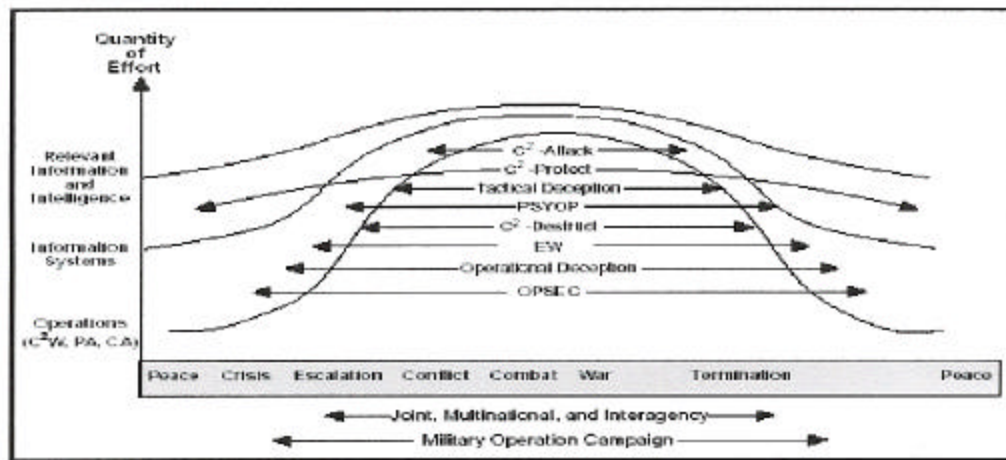 Quantity
of
Effort
Relevant
Information
and
Intelligence
Information
Systems
Operations
(C²W, PA, CA)
C² -Attack
C² -Protect
Tactical Deception
PSYOP
C² -Destruct
EW
Operational Deception
OPSEC
Peace Crisis Escalation Conflict Combat War Termination Peace
Joint, Multinational, and Interagency
Military Operation Campaign